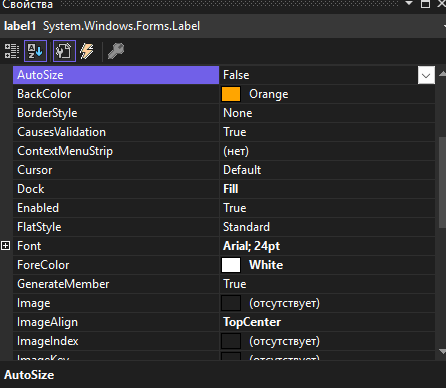 Свойства
label1 System.Windows.Forms.Label
AutoSize False
BackColor Orange
BorderStyle None
CausesValidation True
ContextMenuStrip (нет)
Cursor Default
Dock Fill
Enabled True
FlatStyle Standard
Font Arial; 24pt
ForeColor White
GenerateMember True
Image (отсутствует)
ImageAlign TopCenter
ImageIndex (отсутствует)
ImageKey (отсутствует)
AutoSize